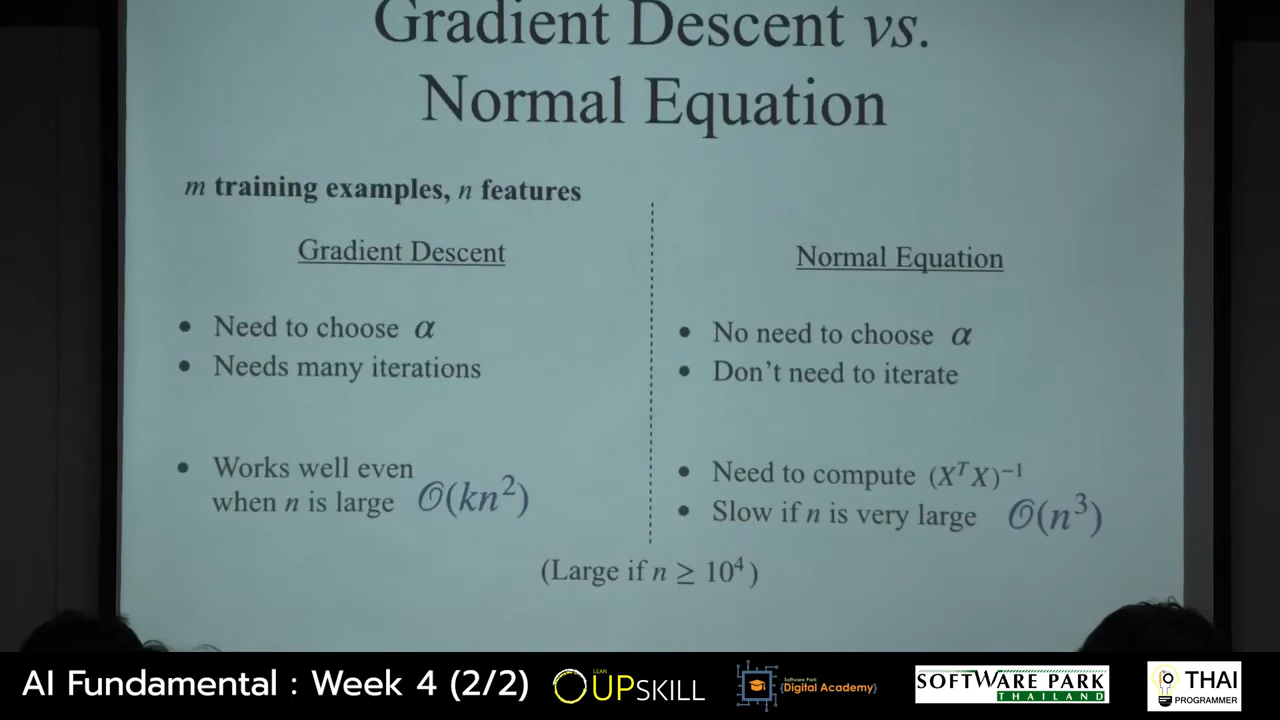 Gradient Descent vs.
Normal Equation
m training examples, n features
Gradient Descent
• Need to choose α
• Needs many iterations
• Works well even
when n is large O(kn²)
Normal Equation
• No need to choose α
• Don’t need to iterate
• Need to compute (XᵀX)⁻¹
• Slow if n is very large O(n³)
(Large if n ≥ 10⁴)
AI Fundamental : Week 4 (2/2)
LEAN
UPSKILL
Software Park
{Digital Academy}
SOFTWARE PARK
THAILAND
THAI
PROGRAMMER